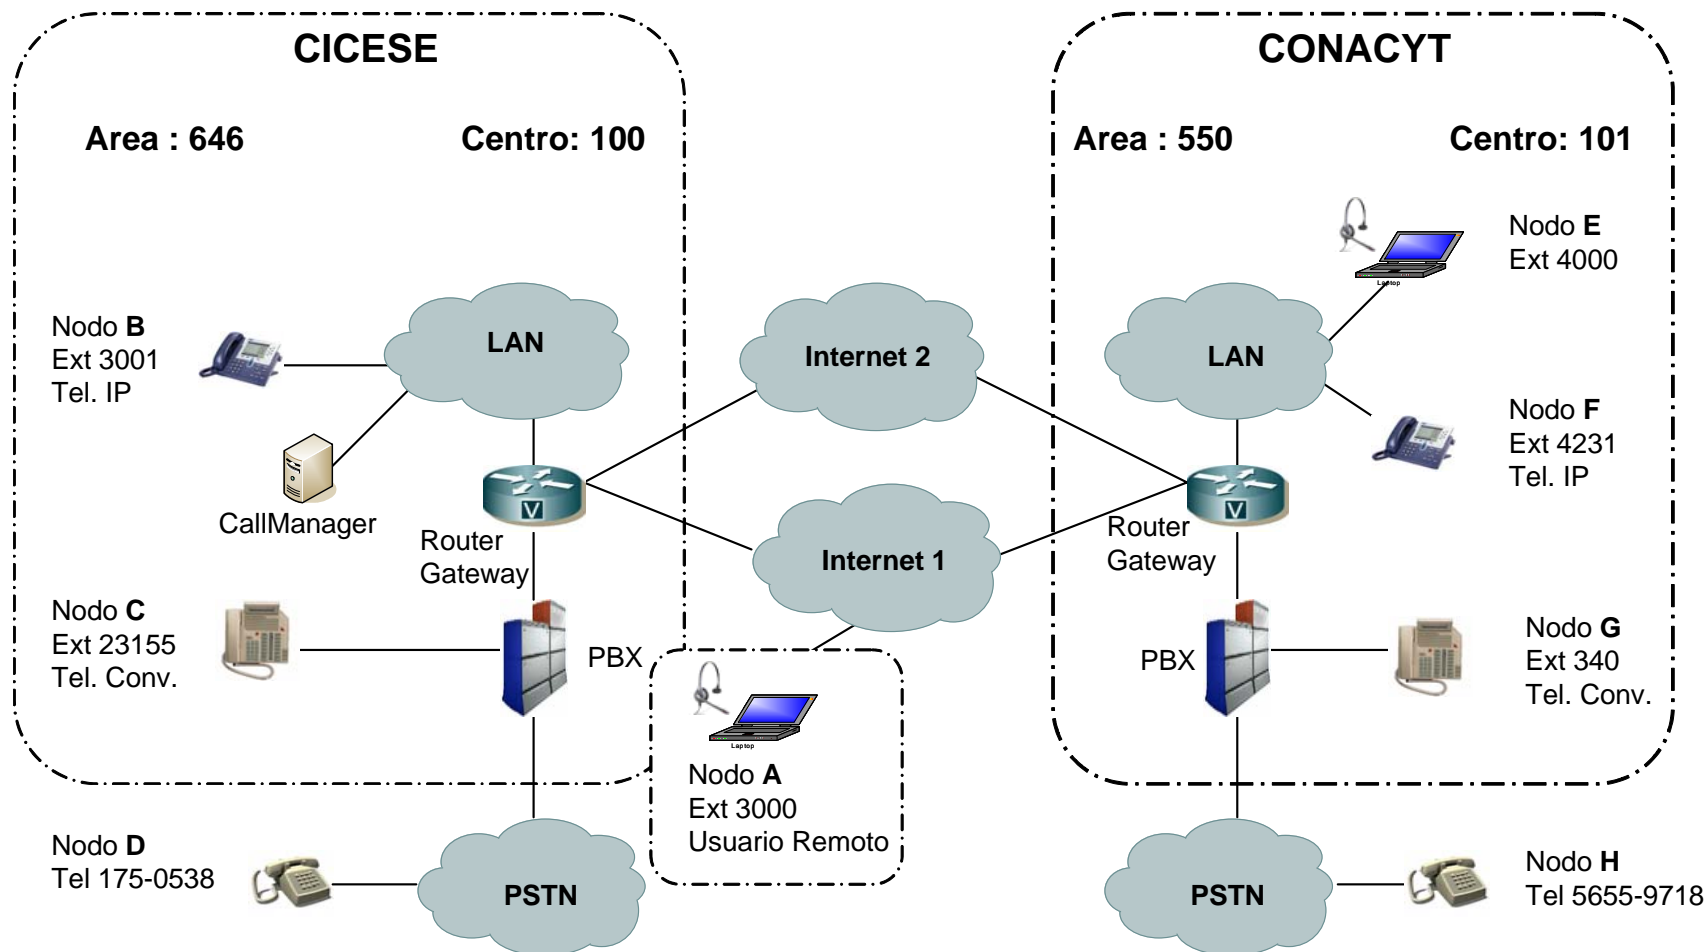 CICESE
CONACYT
Area : 646
Centro: 100
Area : 550
Centro: 101
Nodo E
Ext 4000
Laptop
Nodo B
Ext 3001
Tel. IP
LAN
Internet 2
LAN
Nodo F
Ext 4231
Tel. IP
CallManager
V
Router
Gateway
Internet 1
V
Router
Gateway
Nodo C
Ext 23155
Tel. Conv.
PBX
PBX
Nodo G
Ext 340
Tel. Conv.
Laptop
Nodo A
Ext 3000
Usuario Remoto
Nodo D
Tel 175-0538
PSTN
PSTN
Nodo H
Tel 5655-9718